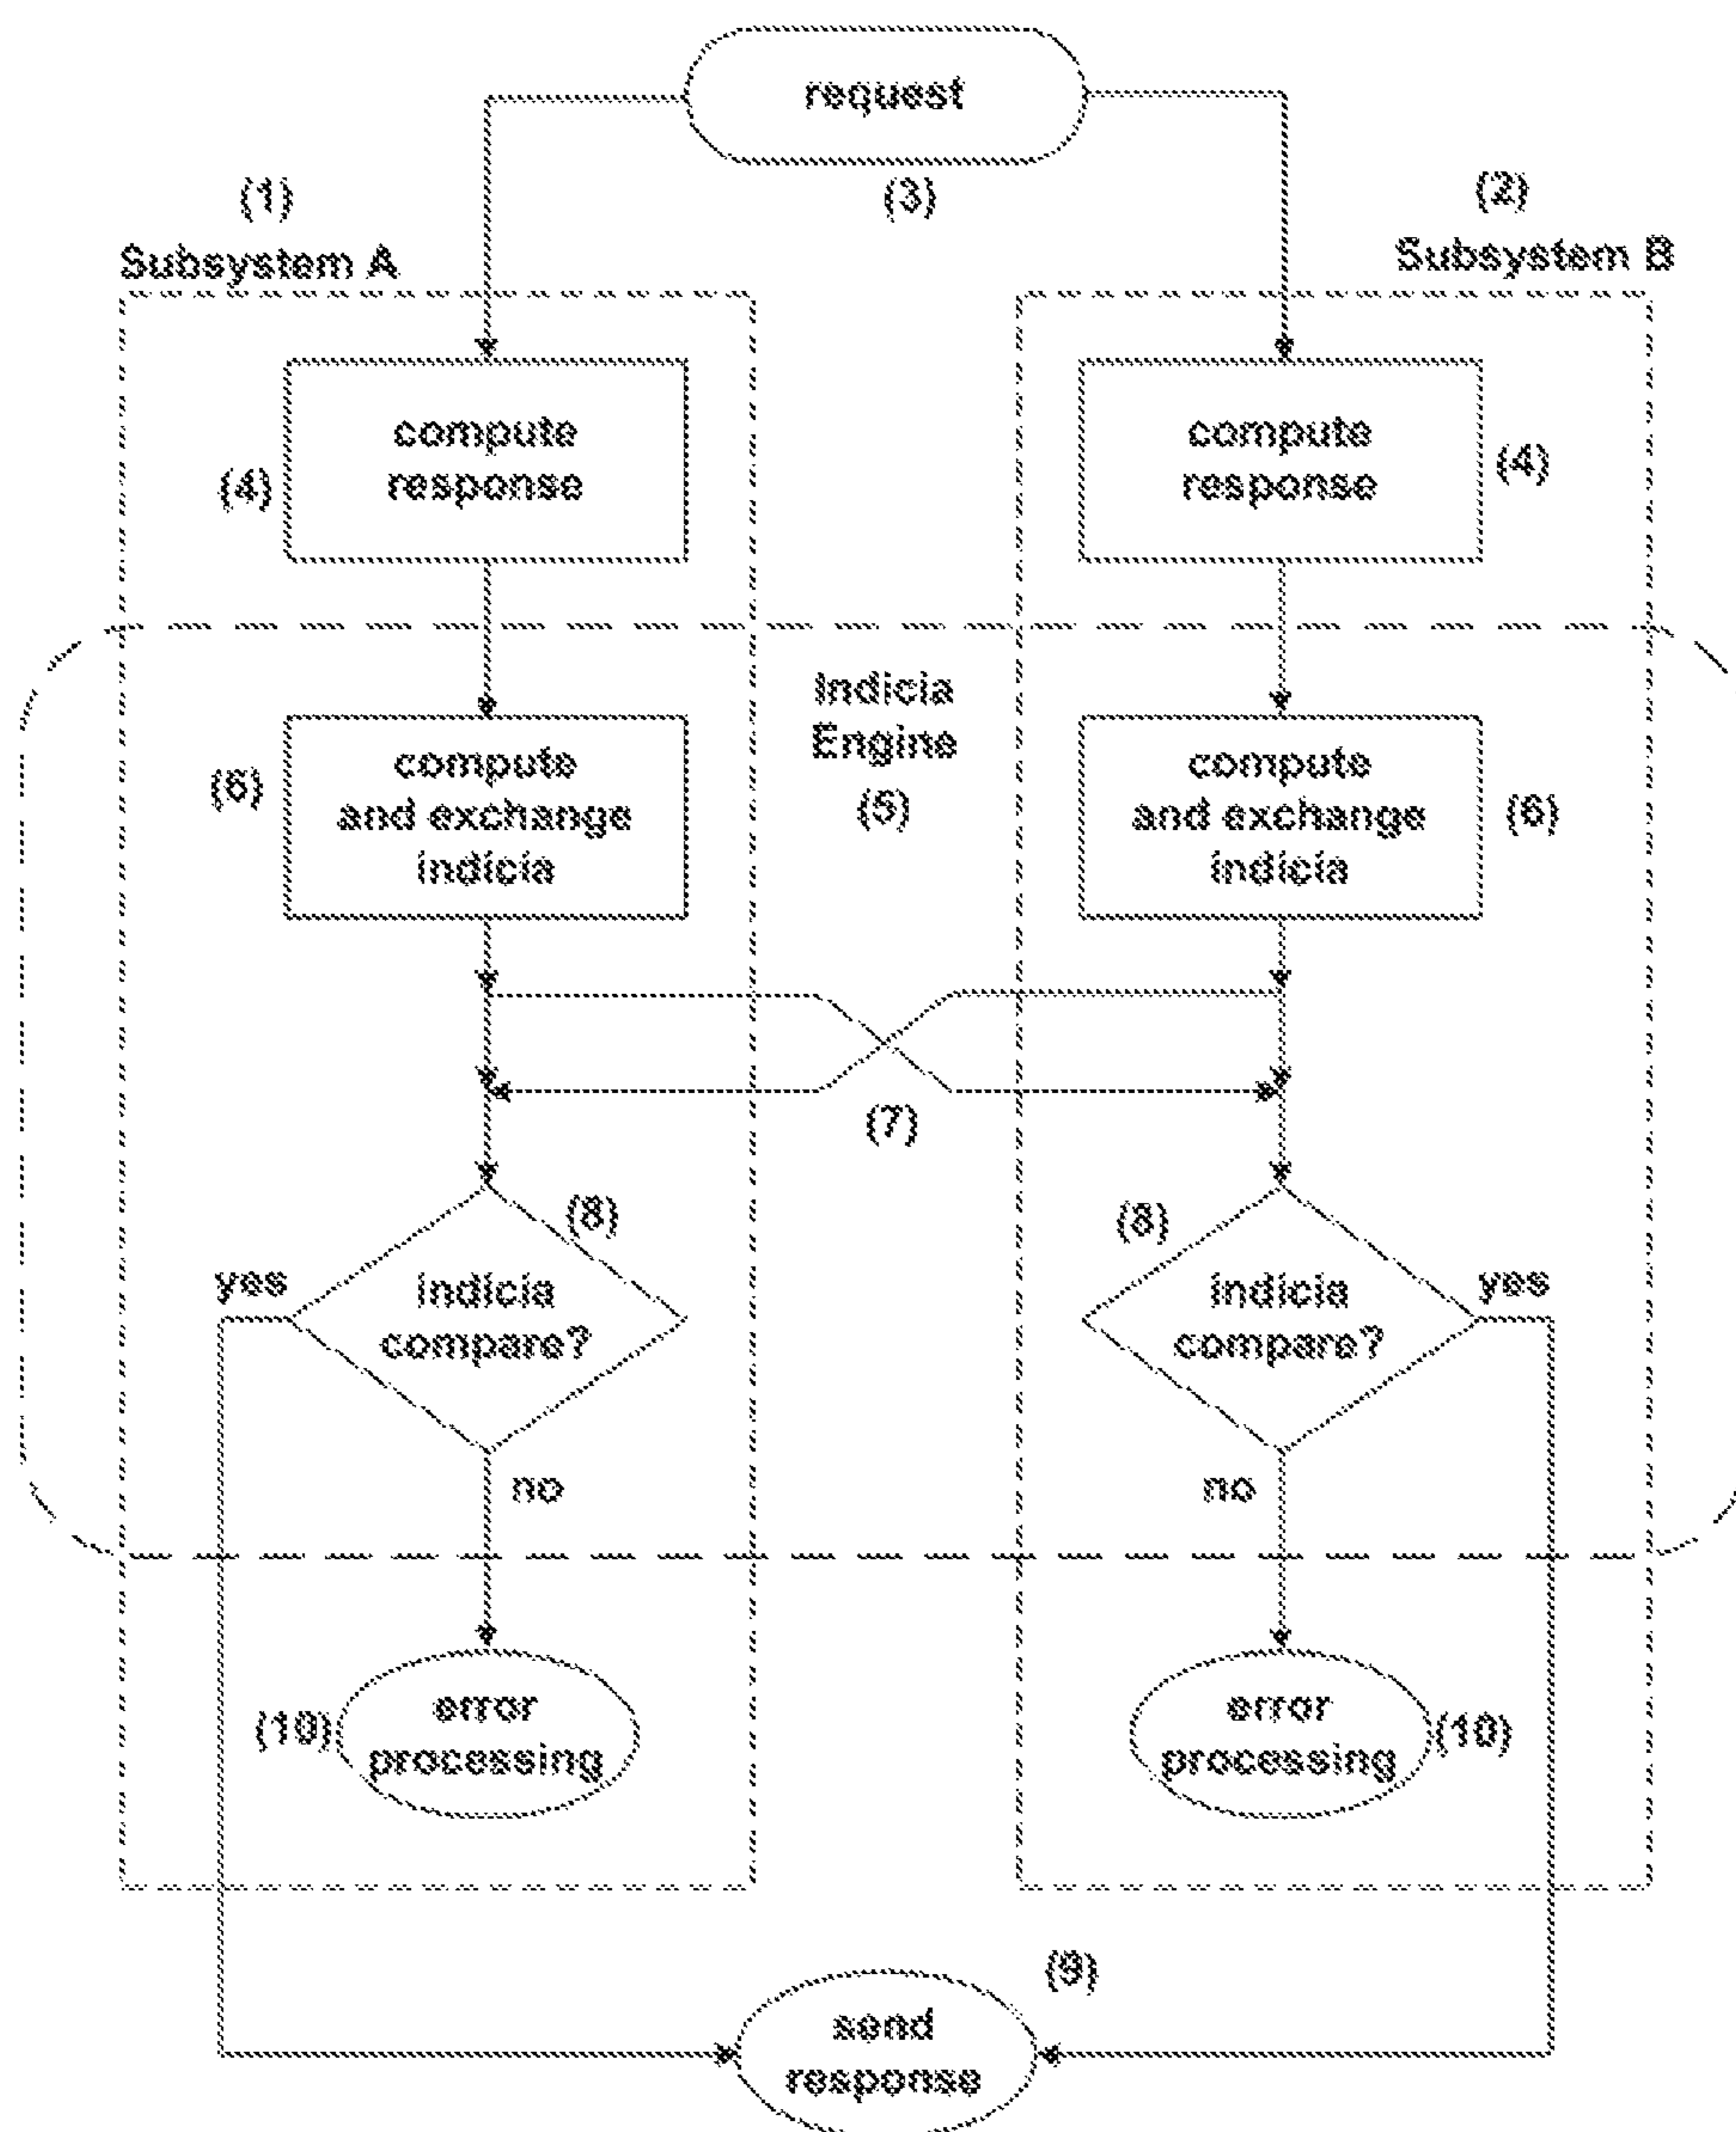 request
(3)
(1)
Subsystem A
(2)
Subsystem B
compute
response
(4)
compute
response
(4)
Indicia
Engine
(5)
compute
and exchange
indicia
(6)
compute
and exchange
indicia
(6)
(7)
(8)
indicia
compare?
yes
no
(8)
indicia
compare?
yes
no
(10)
error
processing
error
processing
(10)
(9)
send
response